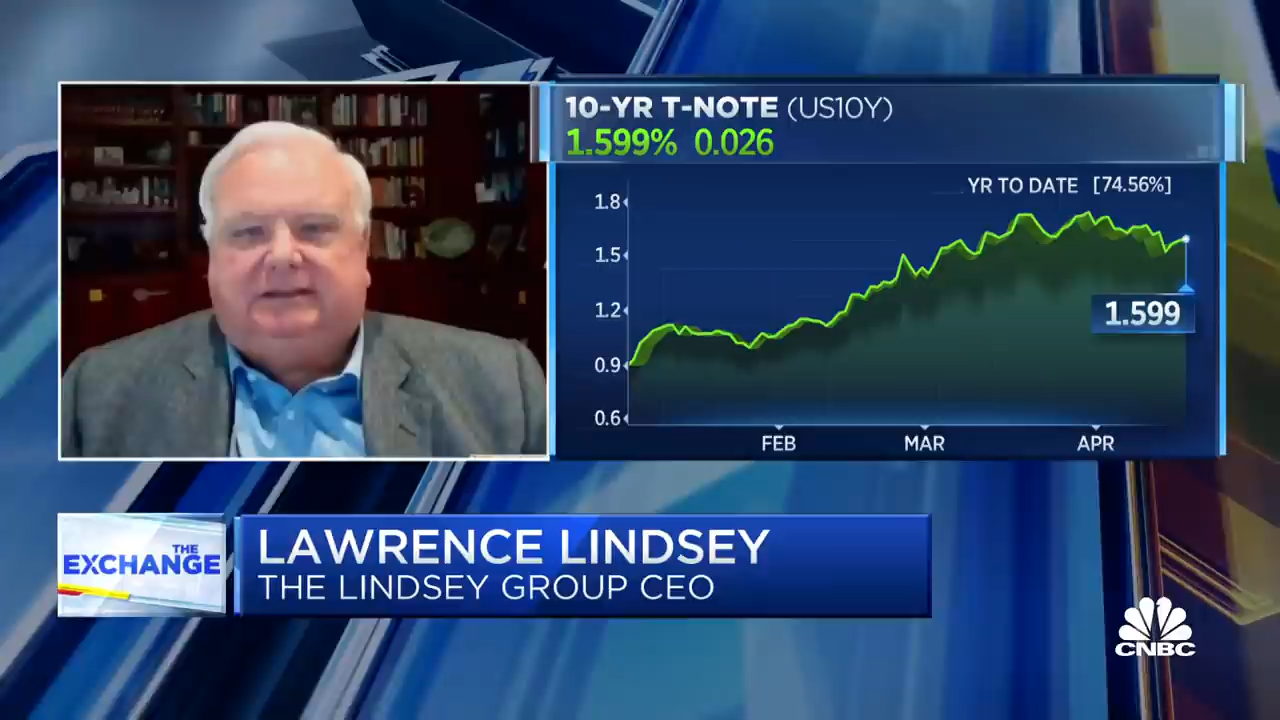 10-YR T-NOTE (US10Y)
1.599% 0.026
YR TO DATE [74.56%]
1.8
1.5
1.2
0.9
0.6
1.599
FEB MAR APR
THE
EXCHANGE
LAWRENCE LINDSEY
THE LINDSEY GROUP CEO
CNBC